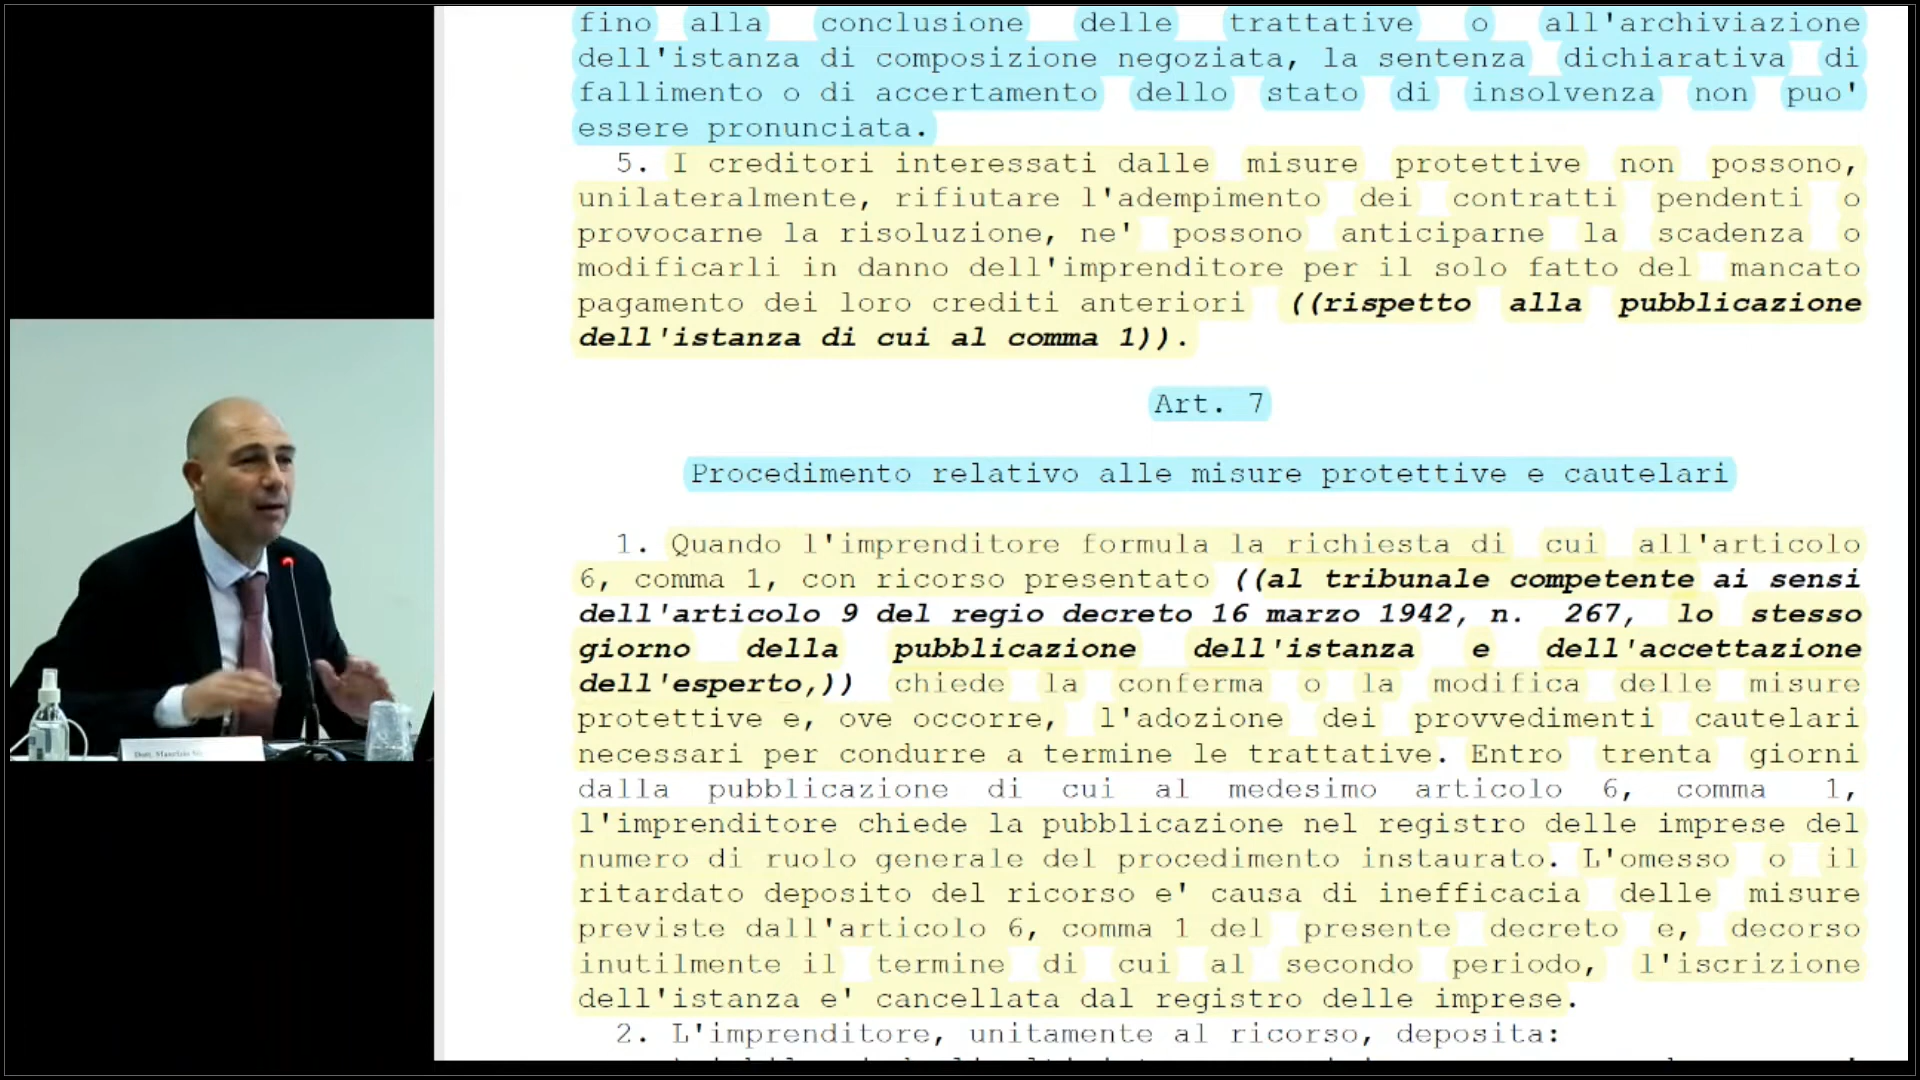 fino alla conclusione delle trattative o all'archiviazione
dell'istanza di composizione negoziata, la sentenza dichiarativa di
fallimento o di accertamento dello stato di insolvenza non puo'
essere pronunciata.
5. I creditori interessati dalle misure protettive non possono,
unilateralmente, rifiutare l'adempimento dei contratti pendenti o
provocarne la risoluzione, ne' possono anticiparne la scadenza o
modificarli in danno dell'imprenditore per il solo fatto del mancato
pagamento dei loro crediti anteriori ((rispetto alla pubblicazione
dell'istanza di cui al comma 1)).
Art. 7
Procedimento relativo alle misure protettive e cautelari
1. Quando l'imprenditore formula la richiesta di cui all'articolo
6, comma 1, con ricorso presentato ((al tribunale competente ai sensi
dell'articolo 9 del regio decreto 16 marzo 1942, n. 267, lo stesso
giorno della pubblicazione dell'istanza e dell'accettazione
dell'esperto,)) chiede la conferma o la modifica delle misure
protettive e, ove occorre, l'adozione dei provvedimenti cautelari
necessari per condurre a termine le trattative. Entro trenta giorni
dalla pubblicazione di cui al medesimo articolo 6, comma 1,
l'imprenditore chiede la pubblicazione nel registro delle imprese del
numero di ruolo generale del procedimento instaurato. L'omesso o il
ritardato deposito del ricorso e' causa di inefficacia delle misure
previste dall'articolo 6, comma 1 del presente decreto e, decorso
inutilmente il termine di cui al secondo periodo, l'iscrizione
dell'istanza e' cancellata dal registro delle imprese.
2. L'imprenditore, unitamente al ricorso, deposita:
Dott. Maurizio